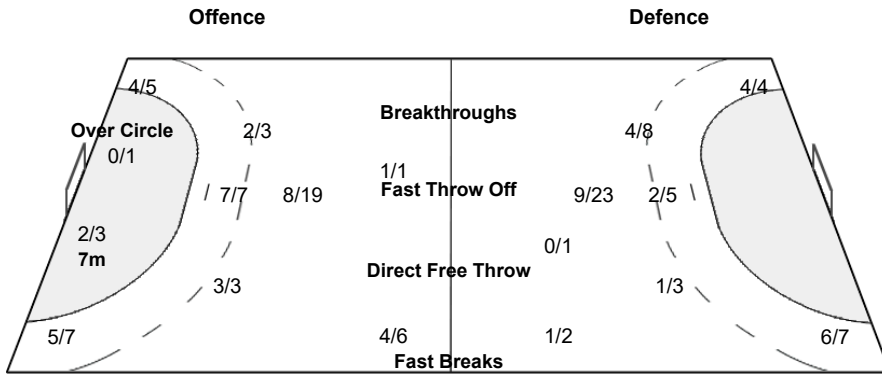 Offence Defence
4/5 4/4
Breakthroughs
Over Circle 2/3 4/8
0/1
1/1
7/7 8/19 Fast Throw Off 9/23 2/5
2/3 0/1
7m Direct Free Throw
3/3 1/3
5/7 4/6 1/2 6/7
Fast Breaks